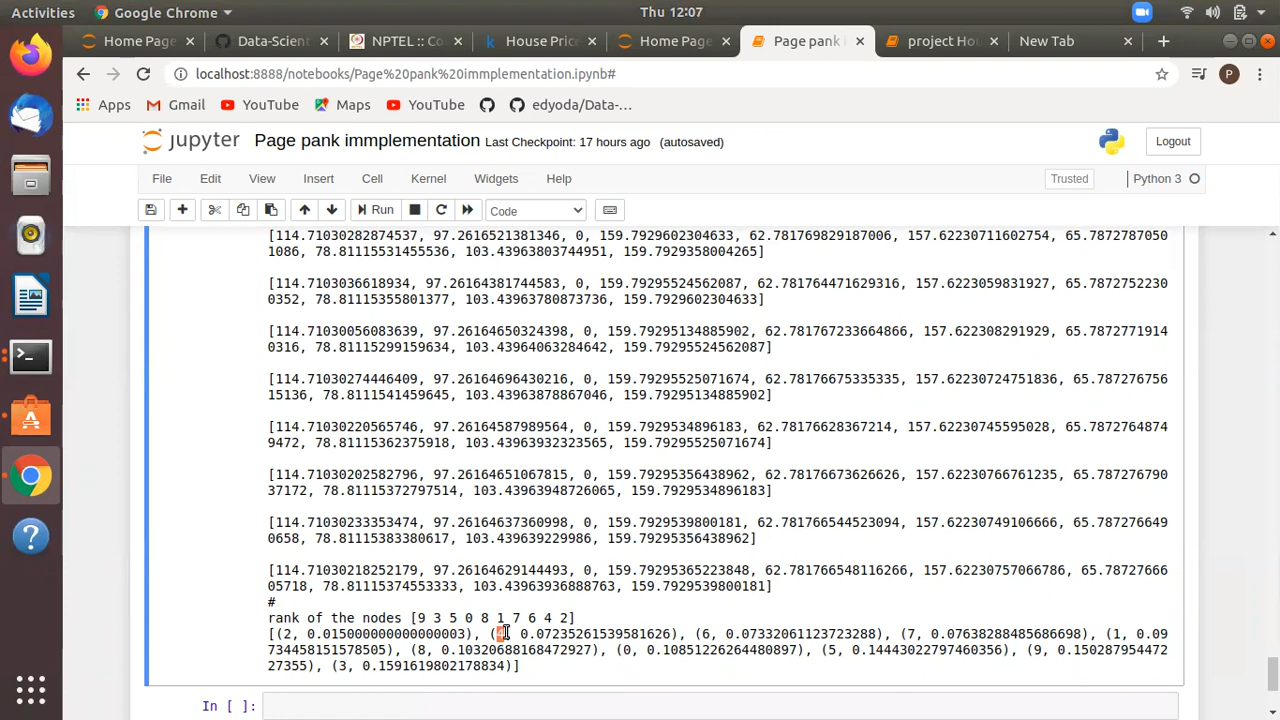 Activities Google Chrome Thu 12:07
Home Page Data-Scient NPTEL :: Co House Price Home Page Page pank i project Hou New Tab
localhost:8888/notebooks/Page%20pank%20immplementation.ipynb# P
Apps Gmail YouTube Maps YouTube edyoda/Data-...
jupyter Page pank immplementation Last Checkpoint: 17 hours ago (autosaved) Logout
File Edit View Insert Cell Kernel Widgets Help Trusted Python 3
Run Code
[114.71030282874537, 97.2616521381346, 0, 159.7929602304633, 62.781769829187006, 157.62230711602754, 65.7872787050
1086, 78.81115531455536, 103.43963803744951, 159.7929358004265]
[114.7103036618934, 97.26164381744583, 0, 159.79295524562087, 62.781764471629316, 157.6223059831927, 65.7872752230
0352, 78.81115355801377, 103.43963780873736, 159.7929602304633]
[114.71030056083639, 97.26164650324398, 0, 159.79295134885902, 62.781767233664866, 157.622308291929, 65.7872771914
0316, 78.81115299159634, 103.43964063284642, 159.79295524562087]
[114.71030274446409, 97.26164696430216, 0, 159.79295525071674, 62.78176675335335, 157.62230724751836, 65.787276756
15136, 78.8111541459645, 103.43963878867046, 159.79295134885902]
[114.71030220565746, 97.26164587989564, 0, 159.7929534896183, 62.78176628367214, 157.62230745595028, 65.7872764874
9472, 78.81115362375918, 103.43963932323565, 159.79295525071674]
[114.71030202582796, 97.26164651067815, 0, 159.79295356438962, 62.78176673626626, 157.62230766761235, 65.787276790
37172, 78.81115372797514, 103.43963948726065, 159.7929534896183]
[114.71030233353474, 97.26164637360998, 0, 159.7929539800181, 62.781766544523094, 157.62230749106666, 65.787276649
0658, 78.81115383380617, 103.439639229986, 159.79295356438962]
[114.71030218252179, 97.26164629144493, 0, 159.79295365223848, 62.781766548116266, 157.62230757066786, 65.78727666
05718, 78.81115374553333, 103.43963936888763, 159.7929539800181]
#
rank of the nodes [9 3 5 0 8 1 7 6 4 2]
[(2, 0.015000000000000003), (4, 0.07235261539581626), (6, 0.07332061123723288), (7, 0.07638288485686698), (1, 0.09
734458151578505), (8, 0.10320688168472927), (0, 0.10851226264480897), (5, 0.14443022797460356), (9, 0.150287954472
27355), (3, 0.1591619802178834)]
In [ ]: